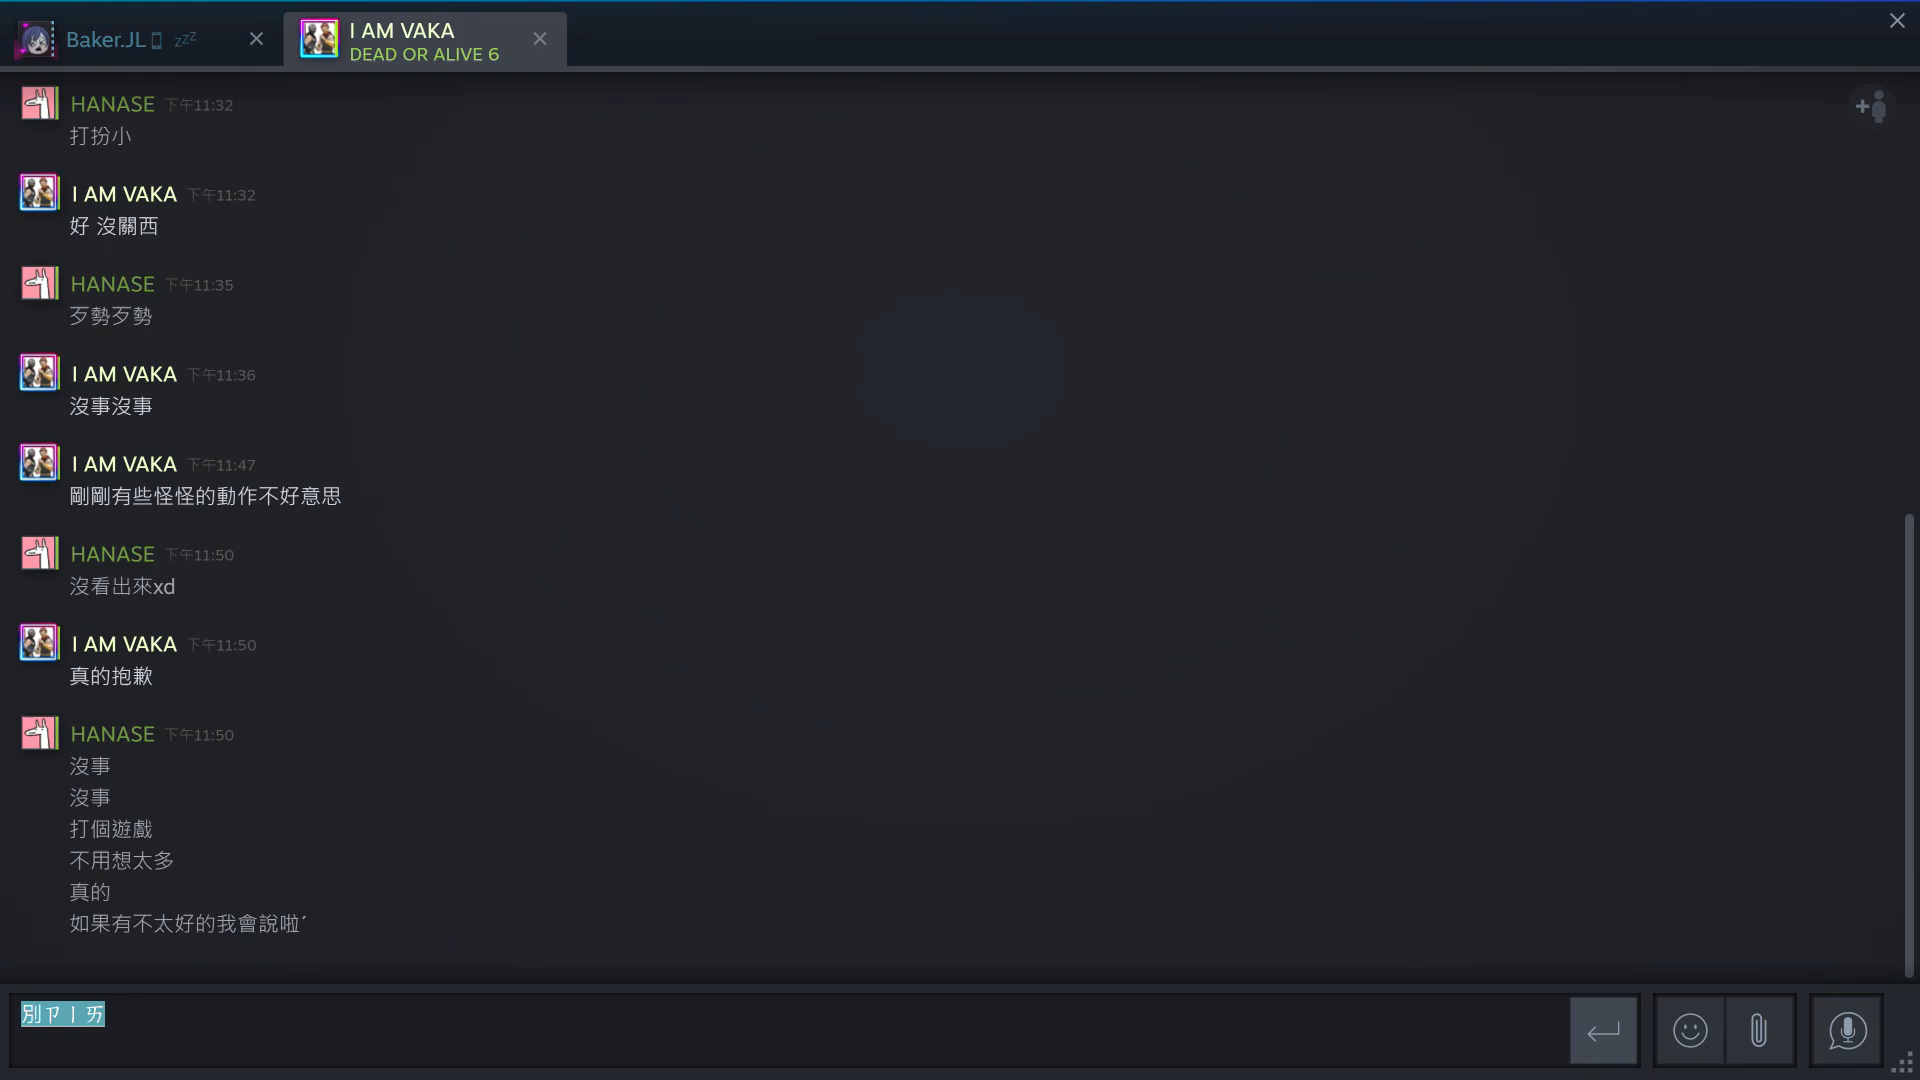 Baker.JL zzZ
I AM VAKA
DEAD OR ALIVE 6
HANASE 下午11:32
打扮小
I AM VAKA 下午11:32
好 沒關西
HANASE 下午11:35
歹勢歹勢
I AM VAKA 下午11:36
沒事沒事
I AM VAKA 下午11:47
剛剛有些怪怪的動作不好意思
HANASE 下午11:50
沒看出來xd
I AM VAKA 下午11:50
真的抱歉
HANASE 下午11:50
沒事
沒事
打個遊戲
不用想太多
真的
如果有不太好的我會說啦ˊ
別ㄗㄧㄞ